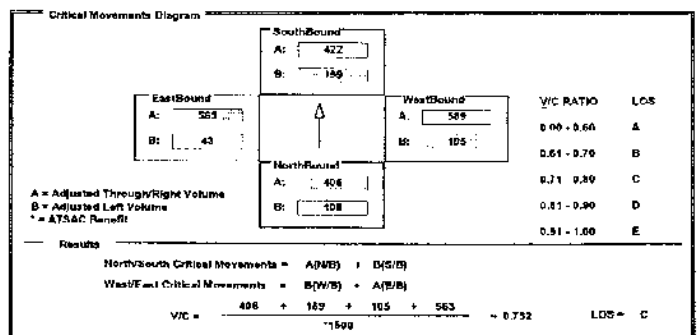 Critical Movements Diagram
SouthBound
A: 422
B: 189
EastBound
A: 563
B: 43
WestBound
A: 589
B: 105
NorthBound
A: 406
B: 108
V/C RATIO LOS
0.00 - 0.60 A
0.61 - 0.70 B
0.71 - 0.80 C
0.81 - 0.90 D
0.91 - 1.00 E
A = Adjusted Through/Right Volume
B = Adjusted Left Volume
* = ATSAC Benefit
Results
North/South Critical Movements = A(N/B) + B(S/B)
West/East Critical Movements = B(W/B) + A(E/B)
V/C = 406 + 189 + 105 + 563 = 0.732 LOS = C
*1500